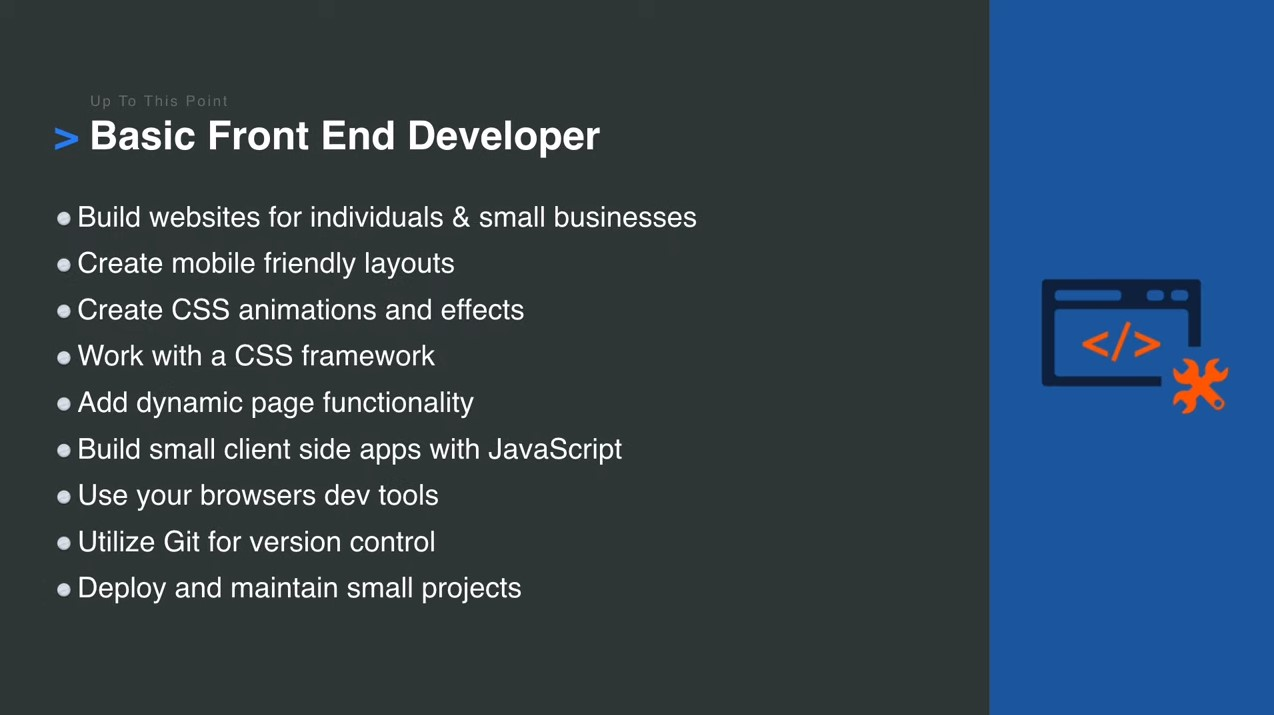 Up To This Point
> Basic Front End Developer
Build websites for individuals & small businesses
Create mobile friendly layouts
Create CSS animations and effects
Work with a CSS framework
Add dynamic page functionality
Build small client side apps with JavaScript
Use your browsers dev tools
Utilize Git for version control
Deploy and maintain small projects
</>